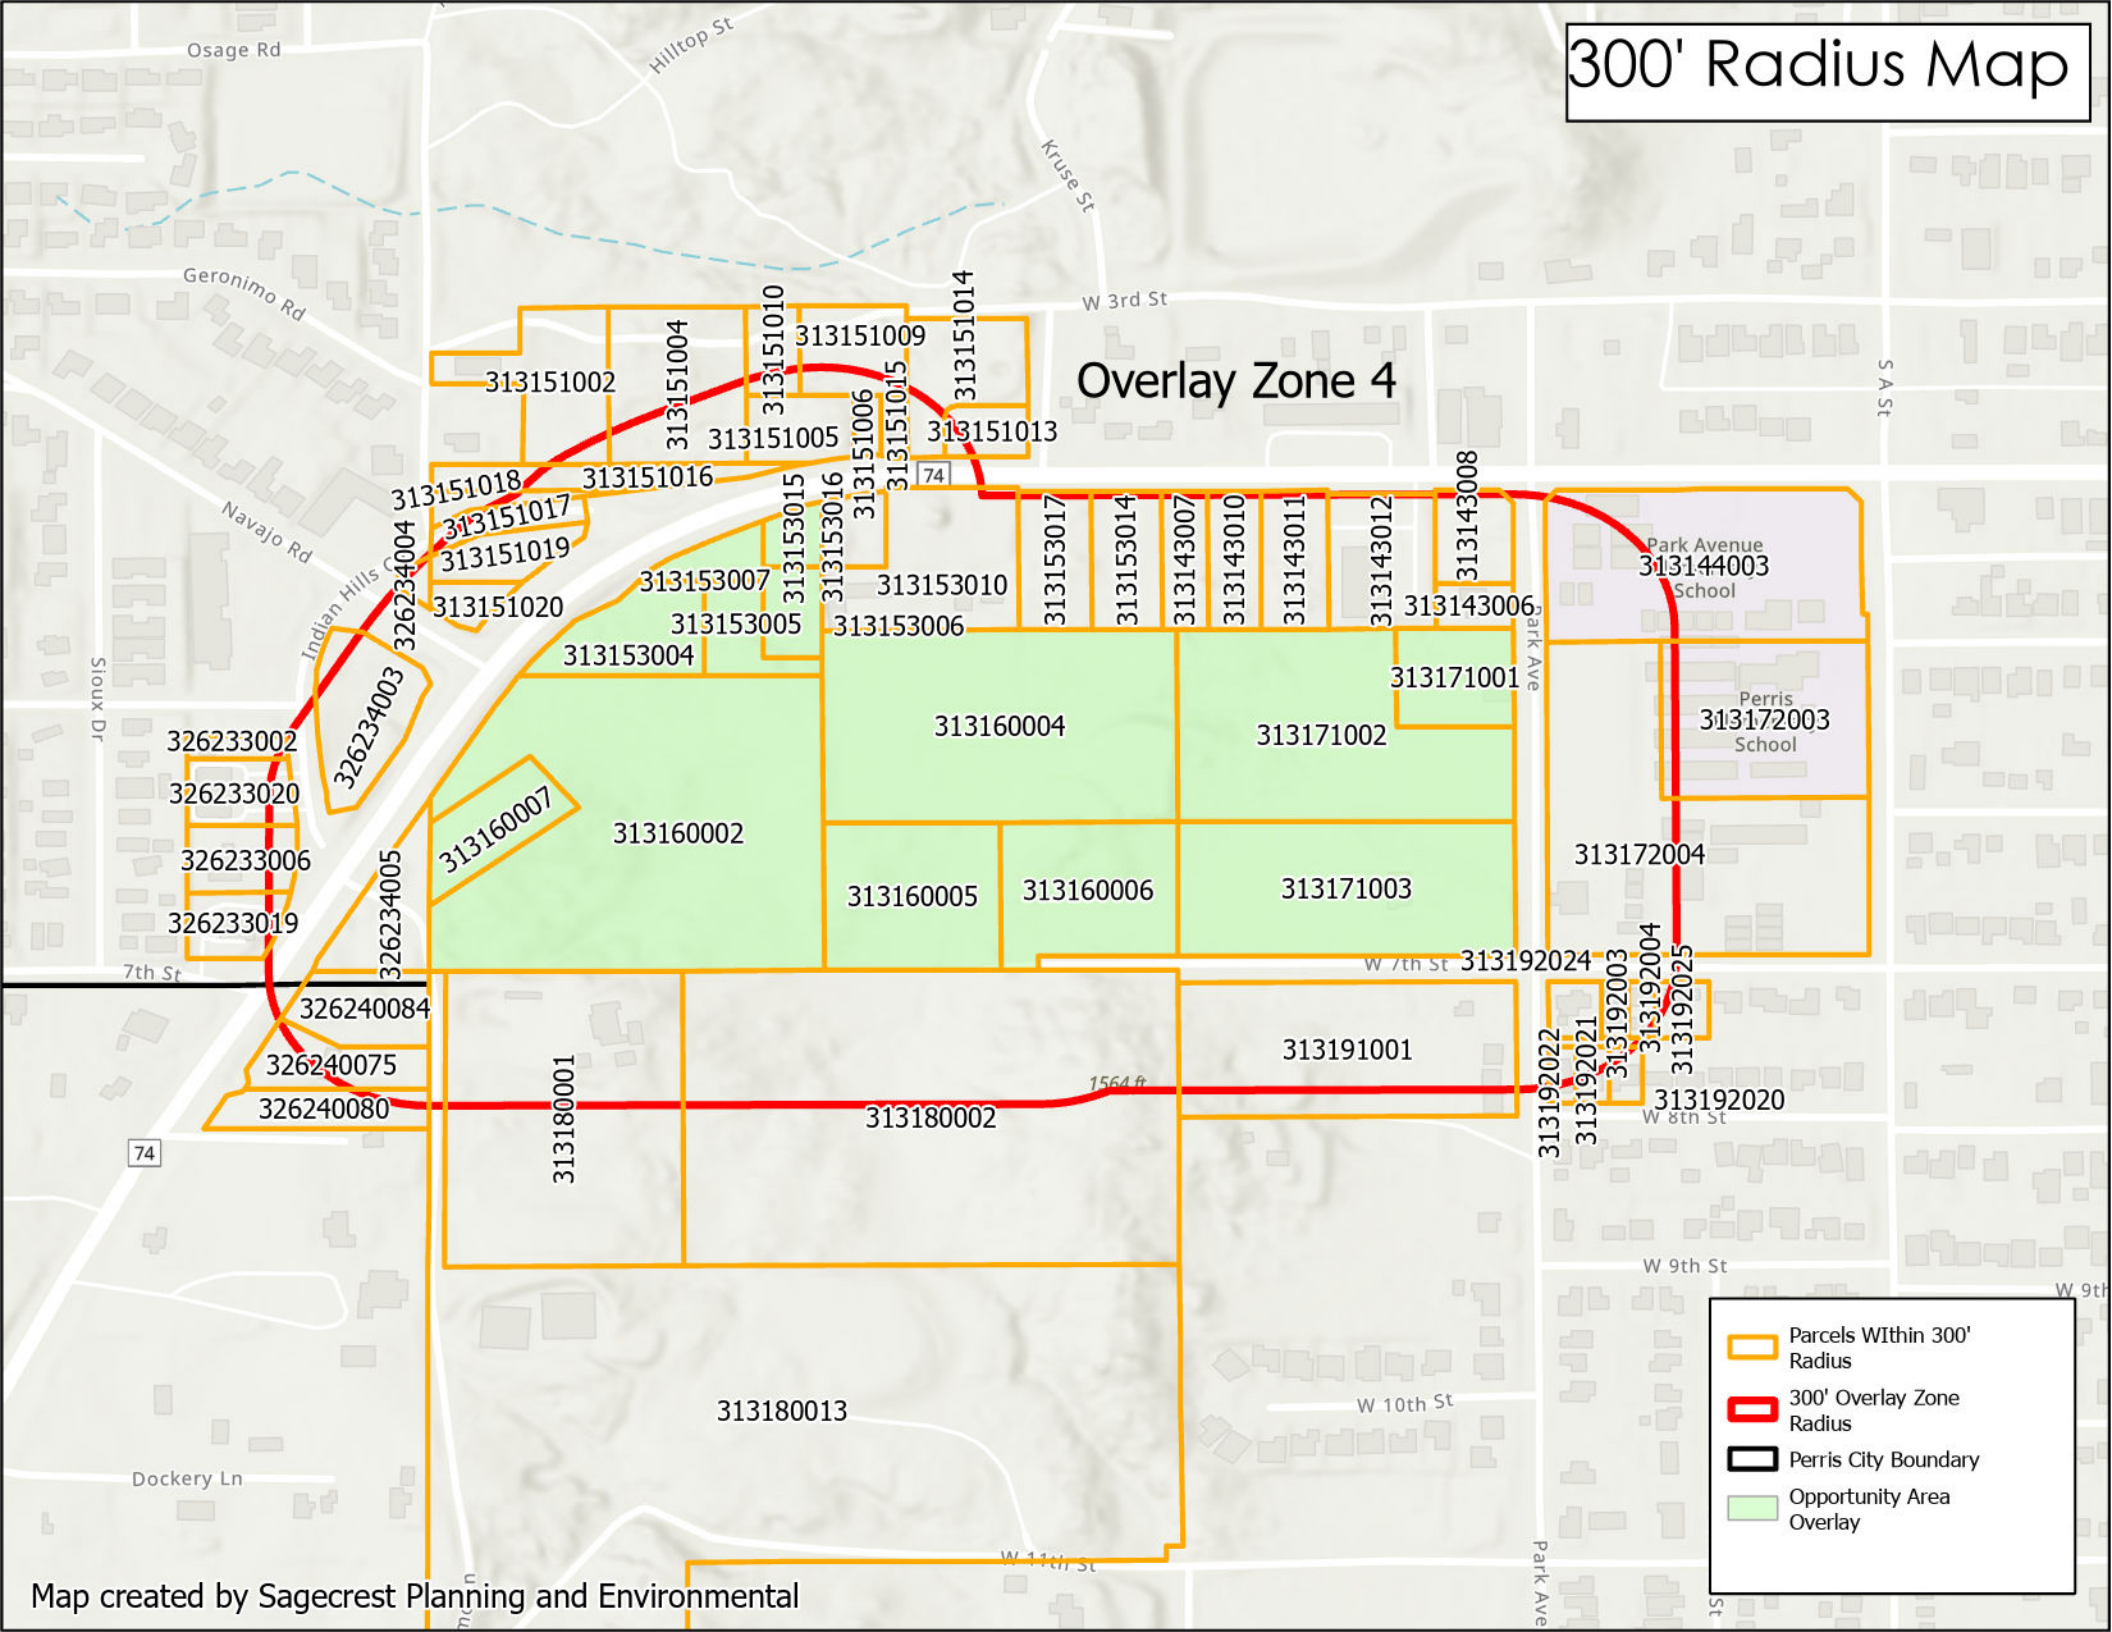 300' Radius Map
Osage Rd
Hilltop St
Kruse St
Geronimo Rd
W 3rd St
313151014
313151010
313151009
313151004
313151002
Overlay Zone 4
S A St
313151015
313151006
313151005
313151013
74
313151016
313151018
313151017
313151019
313151020
Navajo Rd
Indian Hills C
326234004
313153015
313153016
313153007
313153010
313153005
313153006
313153004
313153017
313153014
313143007
313143010
313143011
313143012
313143008
313143006
Park Avenue
313144003
School
Park Ave
Sioux Dr
326234003
313160004
313171001
313171002
Perris
313172003
School
326233002
326233020
326233006
326233019
313160007
313160002
313160005
313160006
313171003
313172004
326234005
7th St
W 7th St
313192024
313192003
313192004
313192025
326240084
326240075
326240080
313180001
1564 ft
313180002
313191001
313192022
313192021
313192020
W 8th St
74
W 9th St
W 9th
313180013
W 10th St
Dockery Ln
W 11th St
Park Ave
St
Parcels WIthin 300'
Radius
300' Overlay Zone
Radius
Perris City Boundary
Opportunity Area
Overlay
Map created by Sagecrest Planning and Environmental